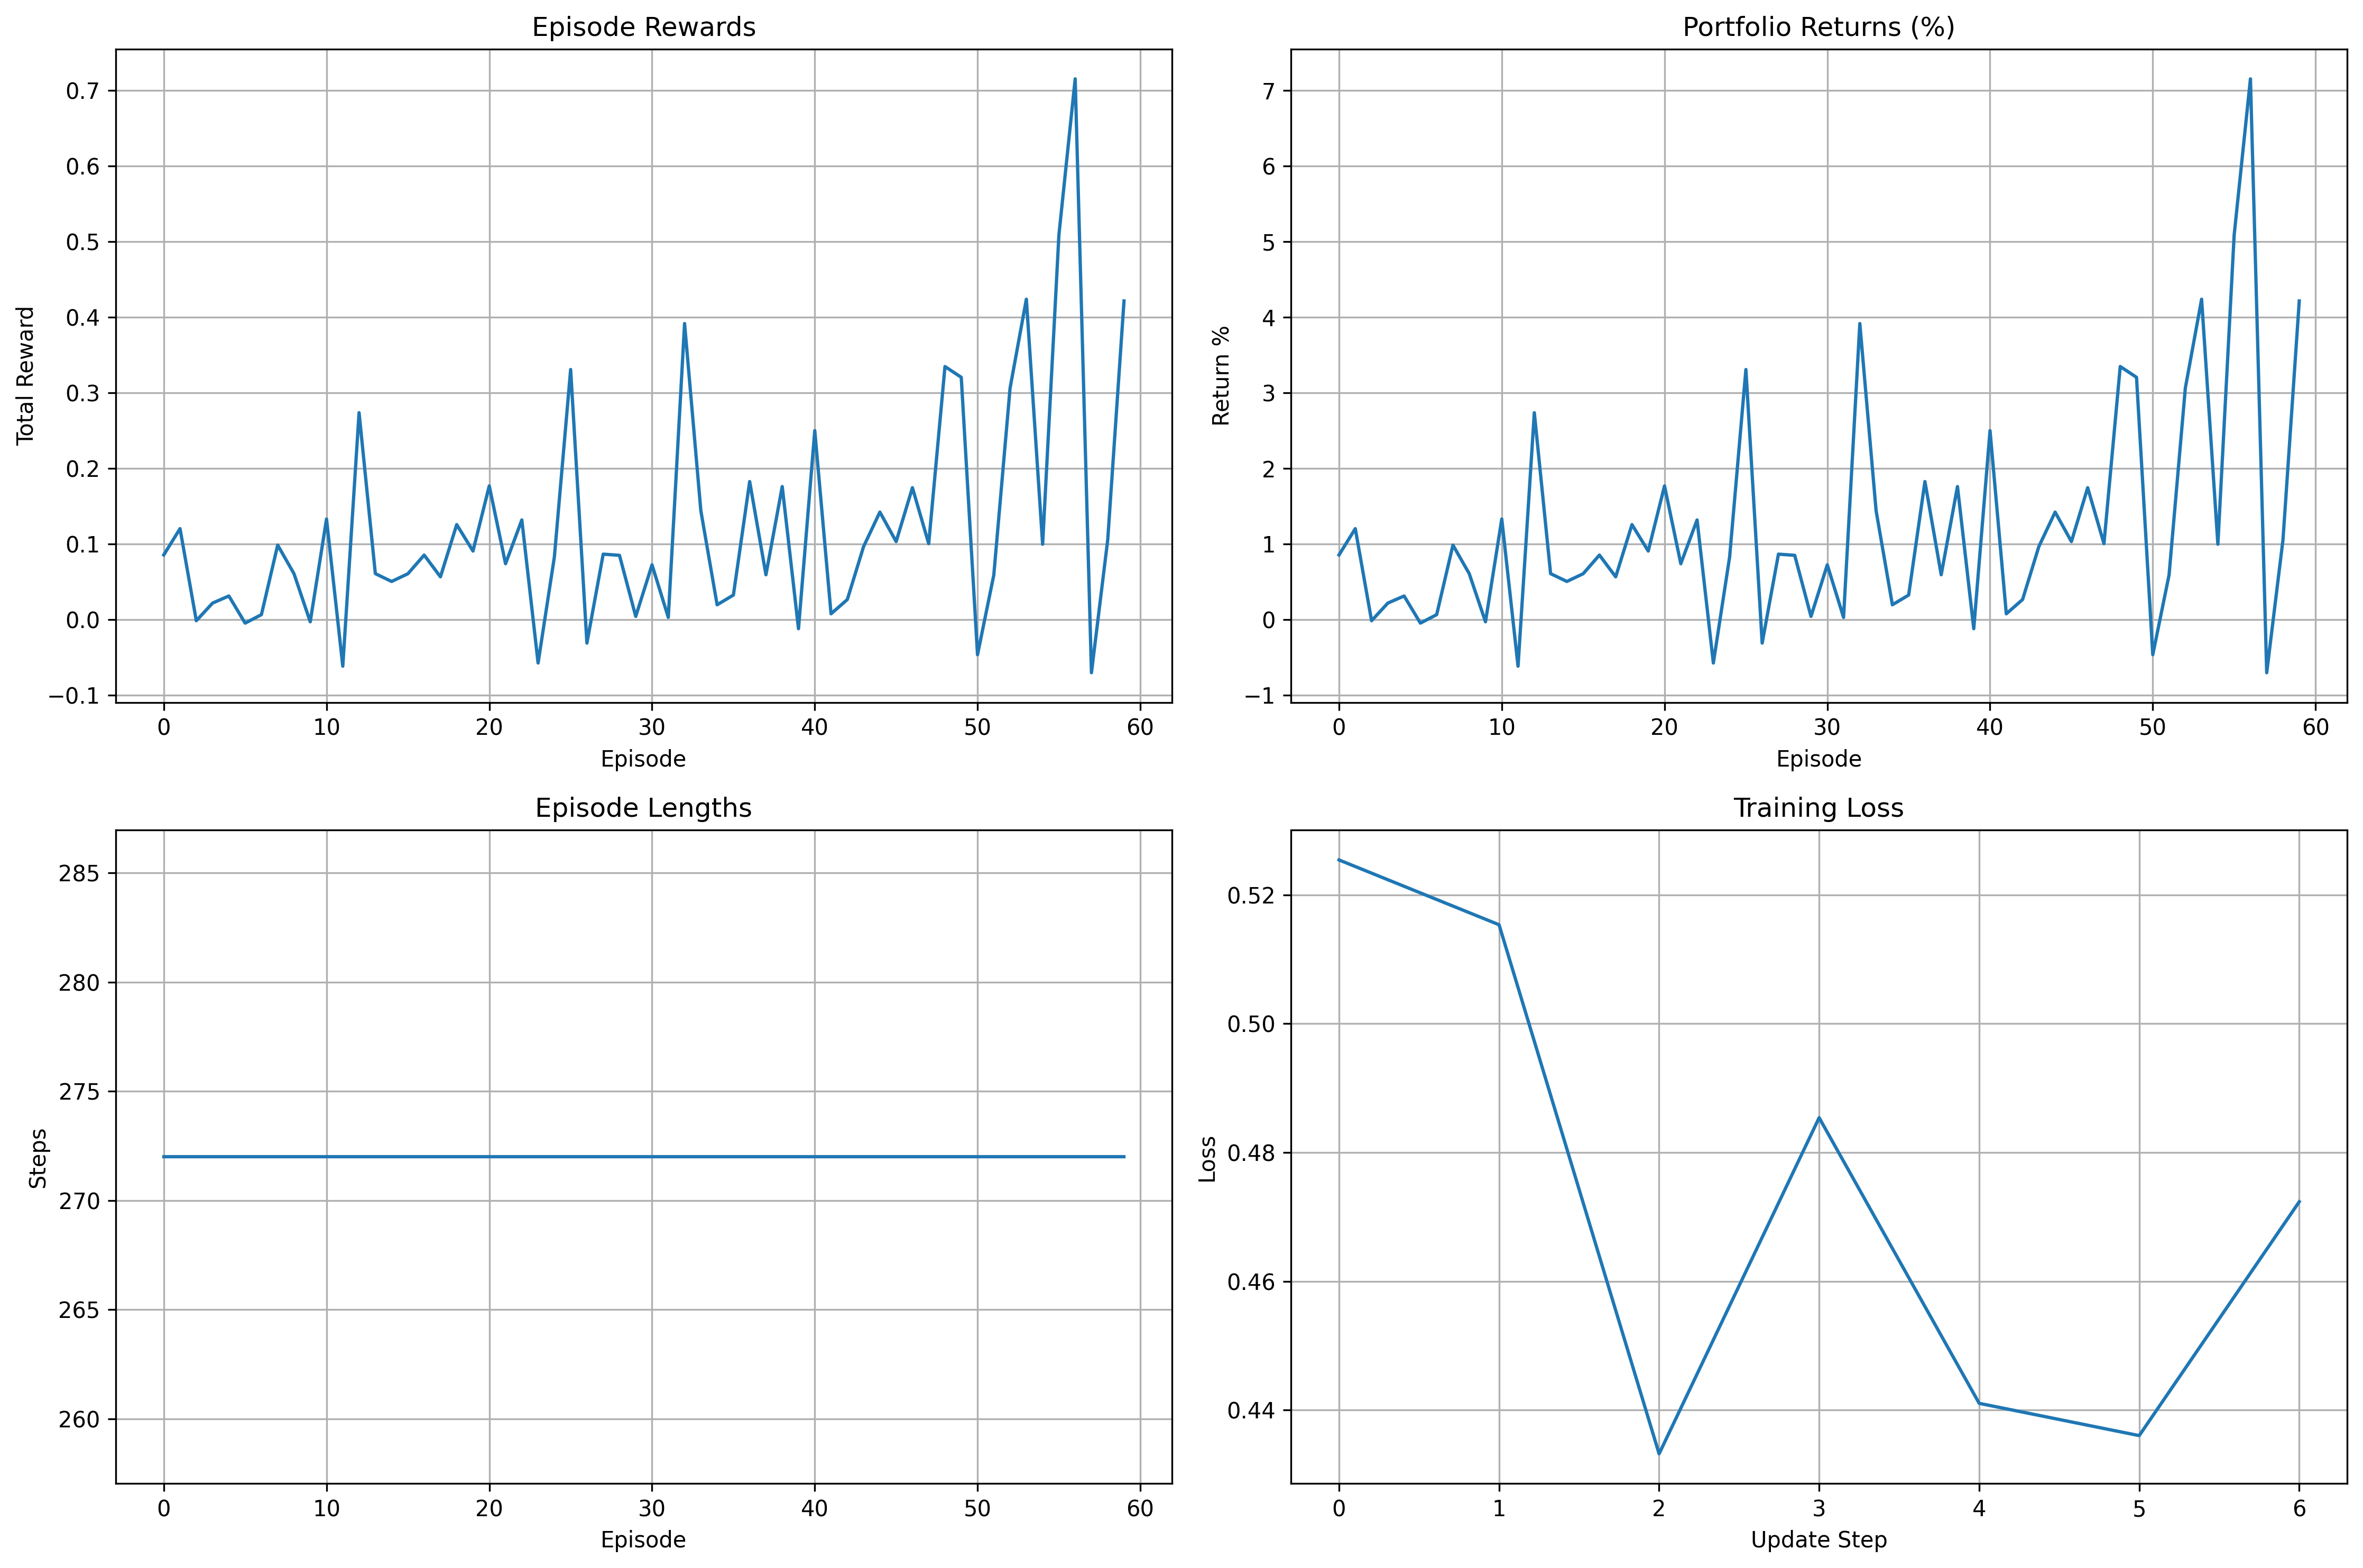 Episode Rewards
Total Reward
0.7
0.6
0.5
0.4
0.3
0.2
0.1
0.0
−0.1
0 10 20 30 40 50 60
Episode
Portfolio Returns (%)
Return %
7
6
5
4
3
2
1
0
−1
0 10 20 30 40 50 60
Episode
Episode Lengths
Steps
285
280
275
270
265
260
0 10 20 30 40 50 60
Episode
Training Loss
Loss
0.52
0.50
0.48
0.46
0.44
0 1 2 3 4 5 6
Update Step